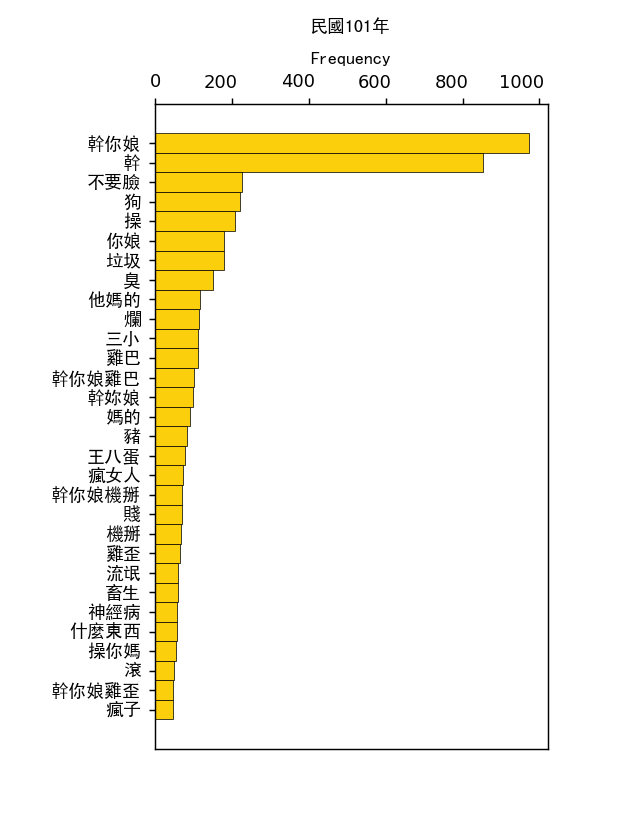 民國101年
Frequency
0 200 400 600 800 1000
幹你娘
幹
不要臉
狗
操
你娘
垃圾
臭
他媽的
爛
三小
雞巴
幹你娘雞巴
幹妳娘
媽的
豬
王八蛋
瘋女人
幹你娘機掰
賤
機掰
雞歪
流氓
畜生
神經病
什麼東西
操你媽
滾
幹你娘雞歪
瘋子